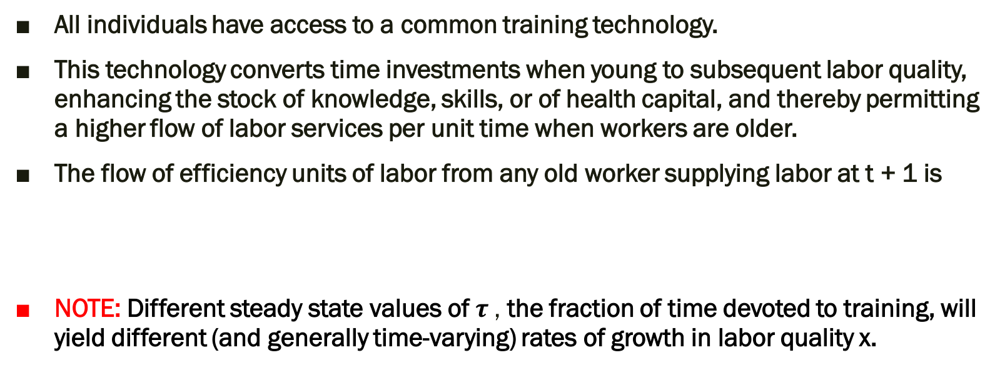 ■ All individuals have access to a common training technology.
■ This technology converts time investments when young to subsequent labor quality,
enhancing the stock of knowledge, skills, or of health capital, and thereby permitting
a higher flow of labor services per unit time when workers are older.
■ The flow of efficiency units of labor from any old worker supplying labor at t + 1 is
■ NOTE: Different steady state values of 𝝉 , the fraction of time devoted to training, will
yield different (and generally time-varying) rates of growth in labor quality x.